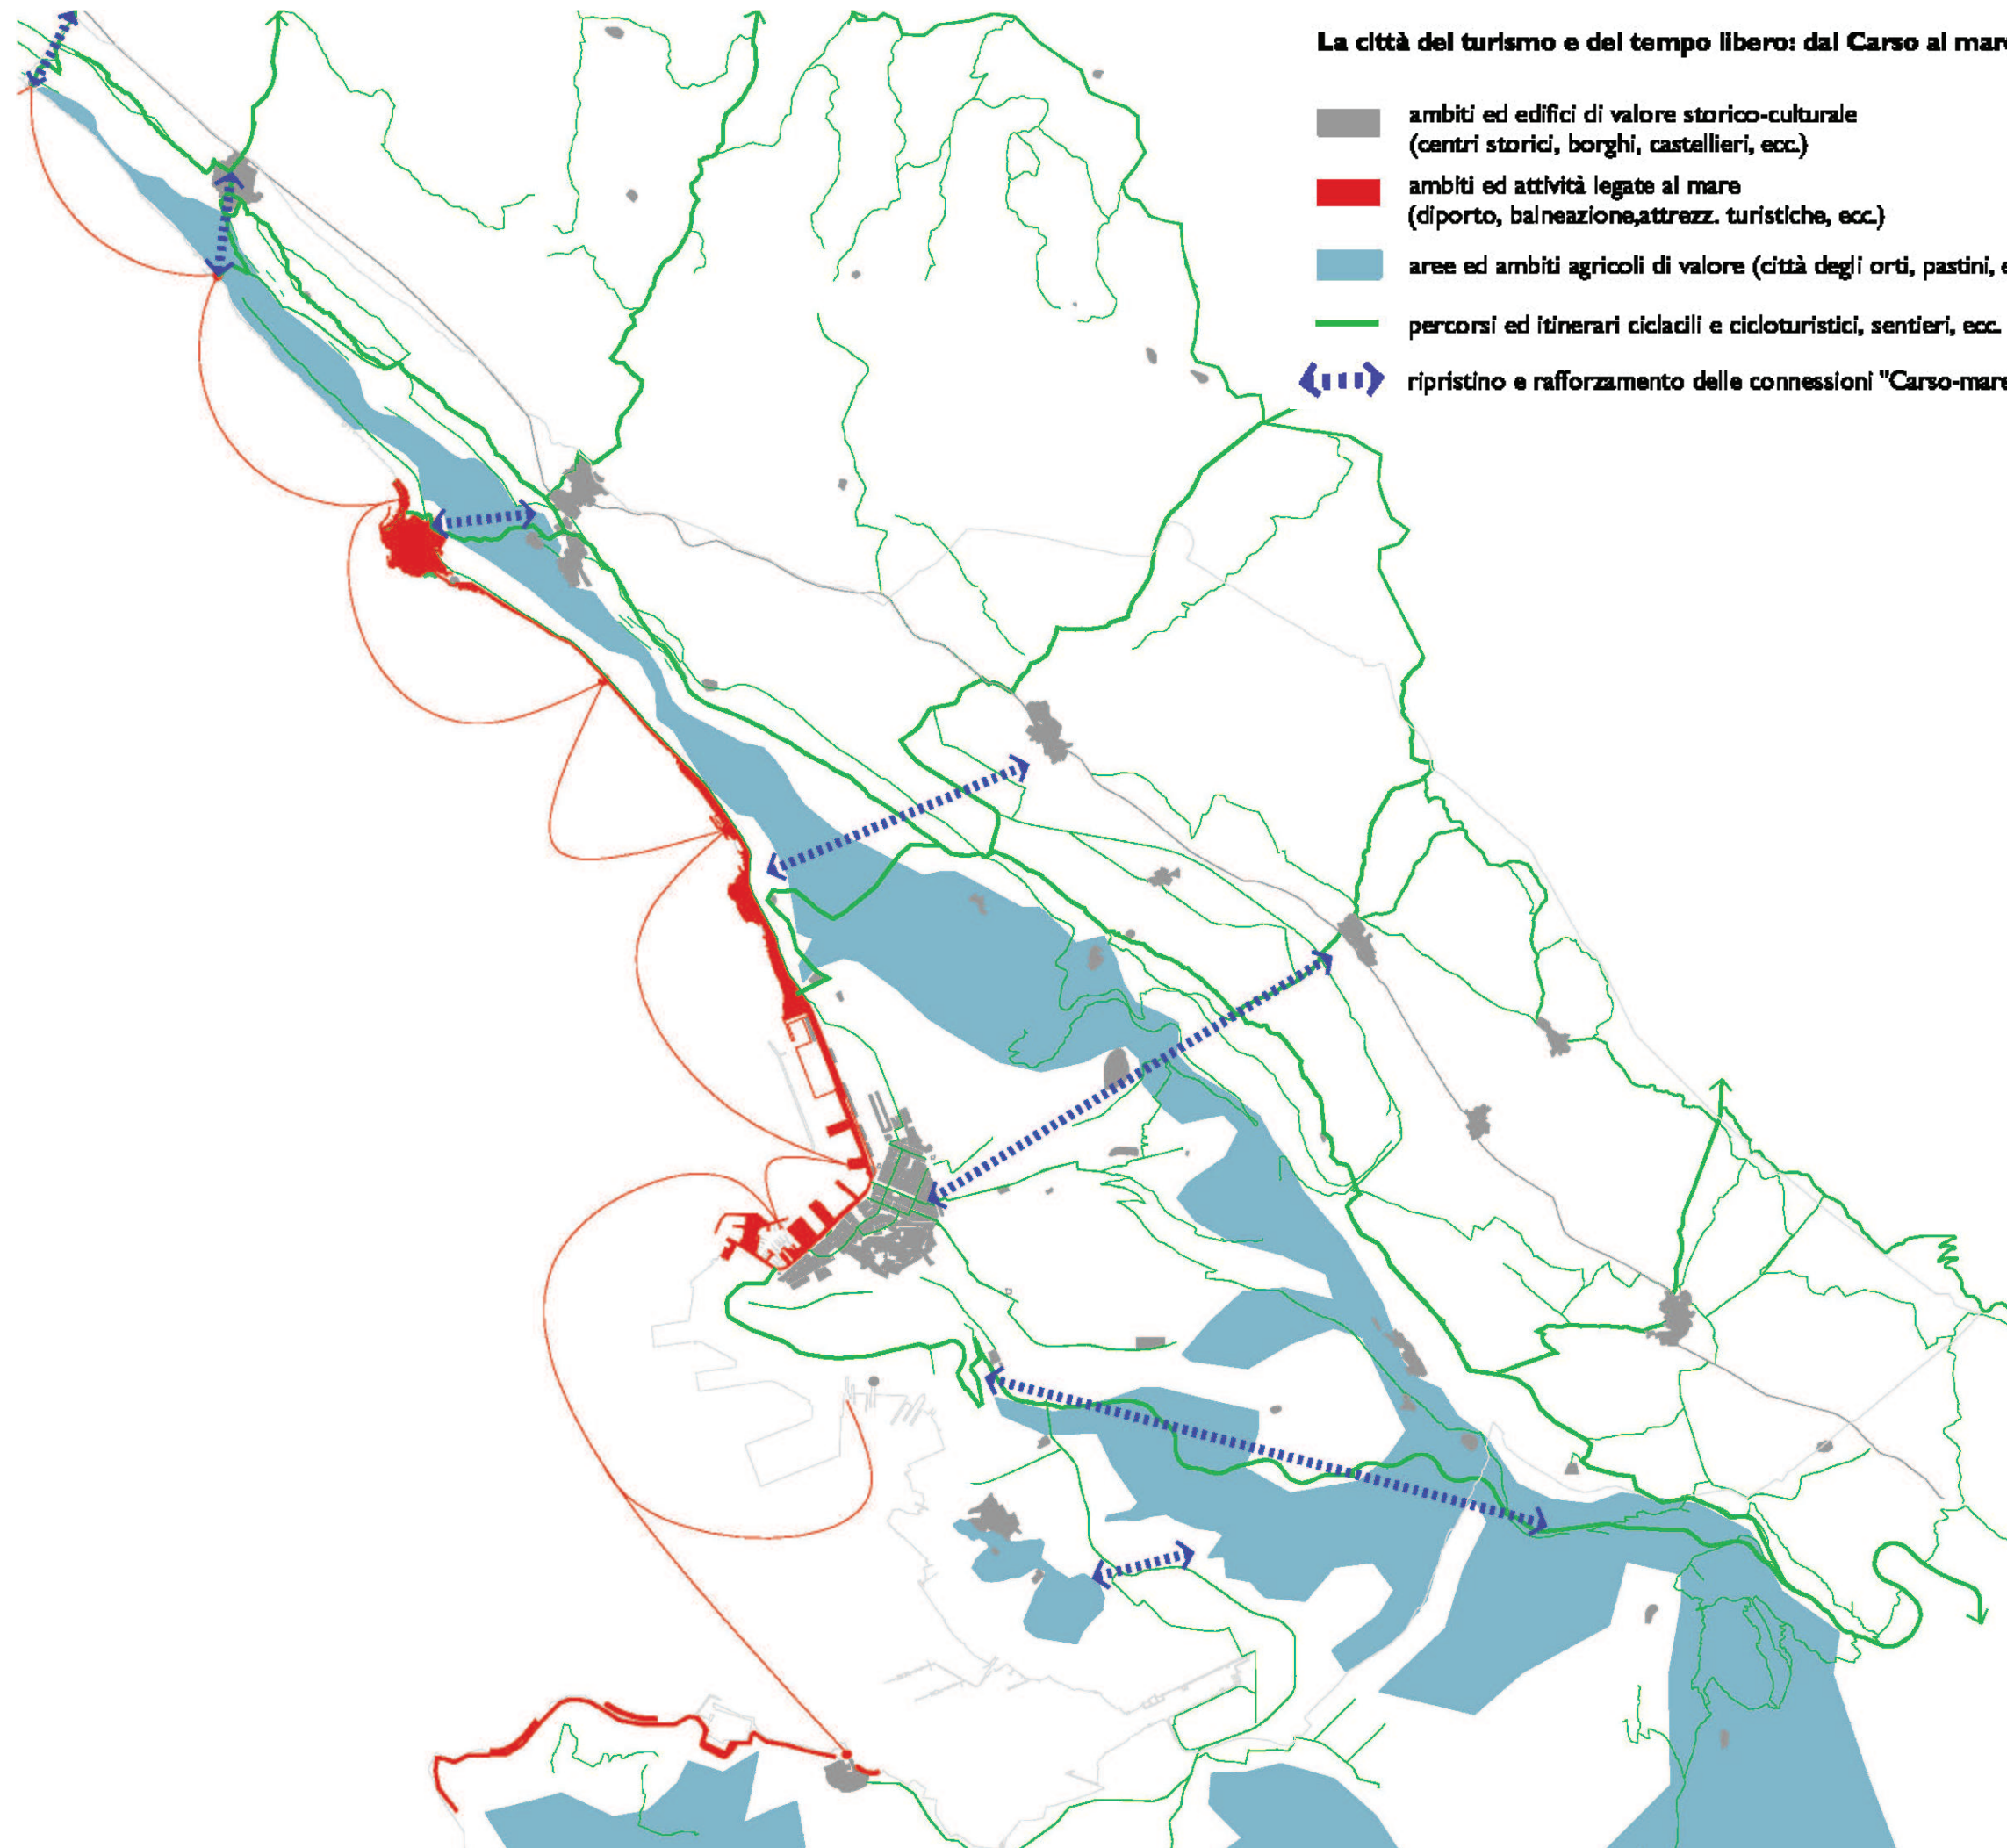 La città del turismo e del tempo libero: dal Carso al mare
ambiti ed edifici di valore storico-culturale
(centri storici, borghi, castellieri, ecc.)
ambiti ed attività legate al mare
(diporto, balneazione,attrezz. turistiche, ecc.)
aree ed ambiti agricoli di valore (città degli orti, pastini,
percorsi ed itinerari ciclacili e cicloturistici, sentieri, ecc.
ripristino e rafforzamento delle connessioni "Carso-mare